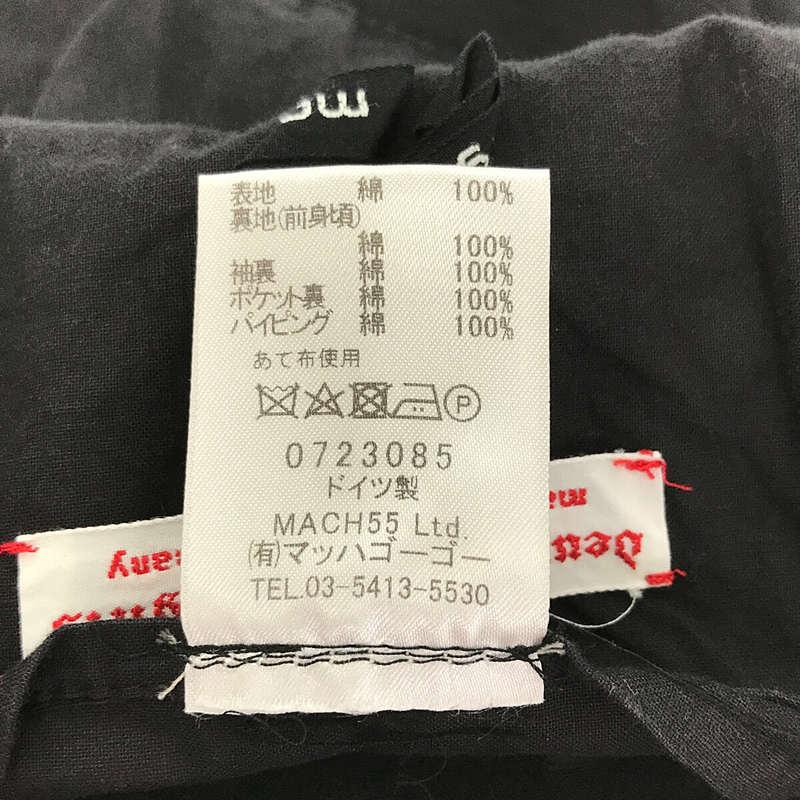 表地 綿 100%
裏地(前身頃)
綿 100%
袖裏 綿 100%
ポケット裏 綿 100%
パイピング 綿 100%
あて布使用
P
0723085
ドイツ製
MACH55 Ltd.
(有)マッハゴーゴー
TEL.03-5413-5530